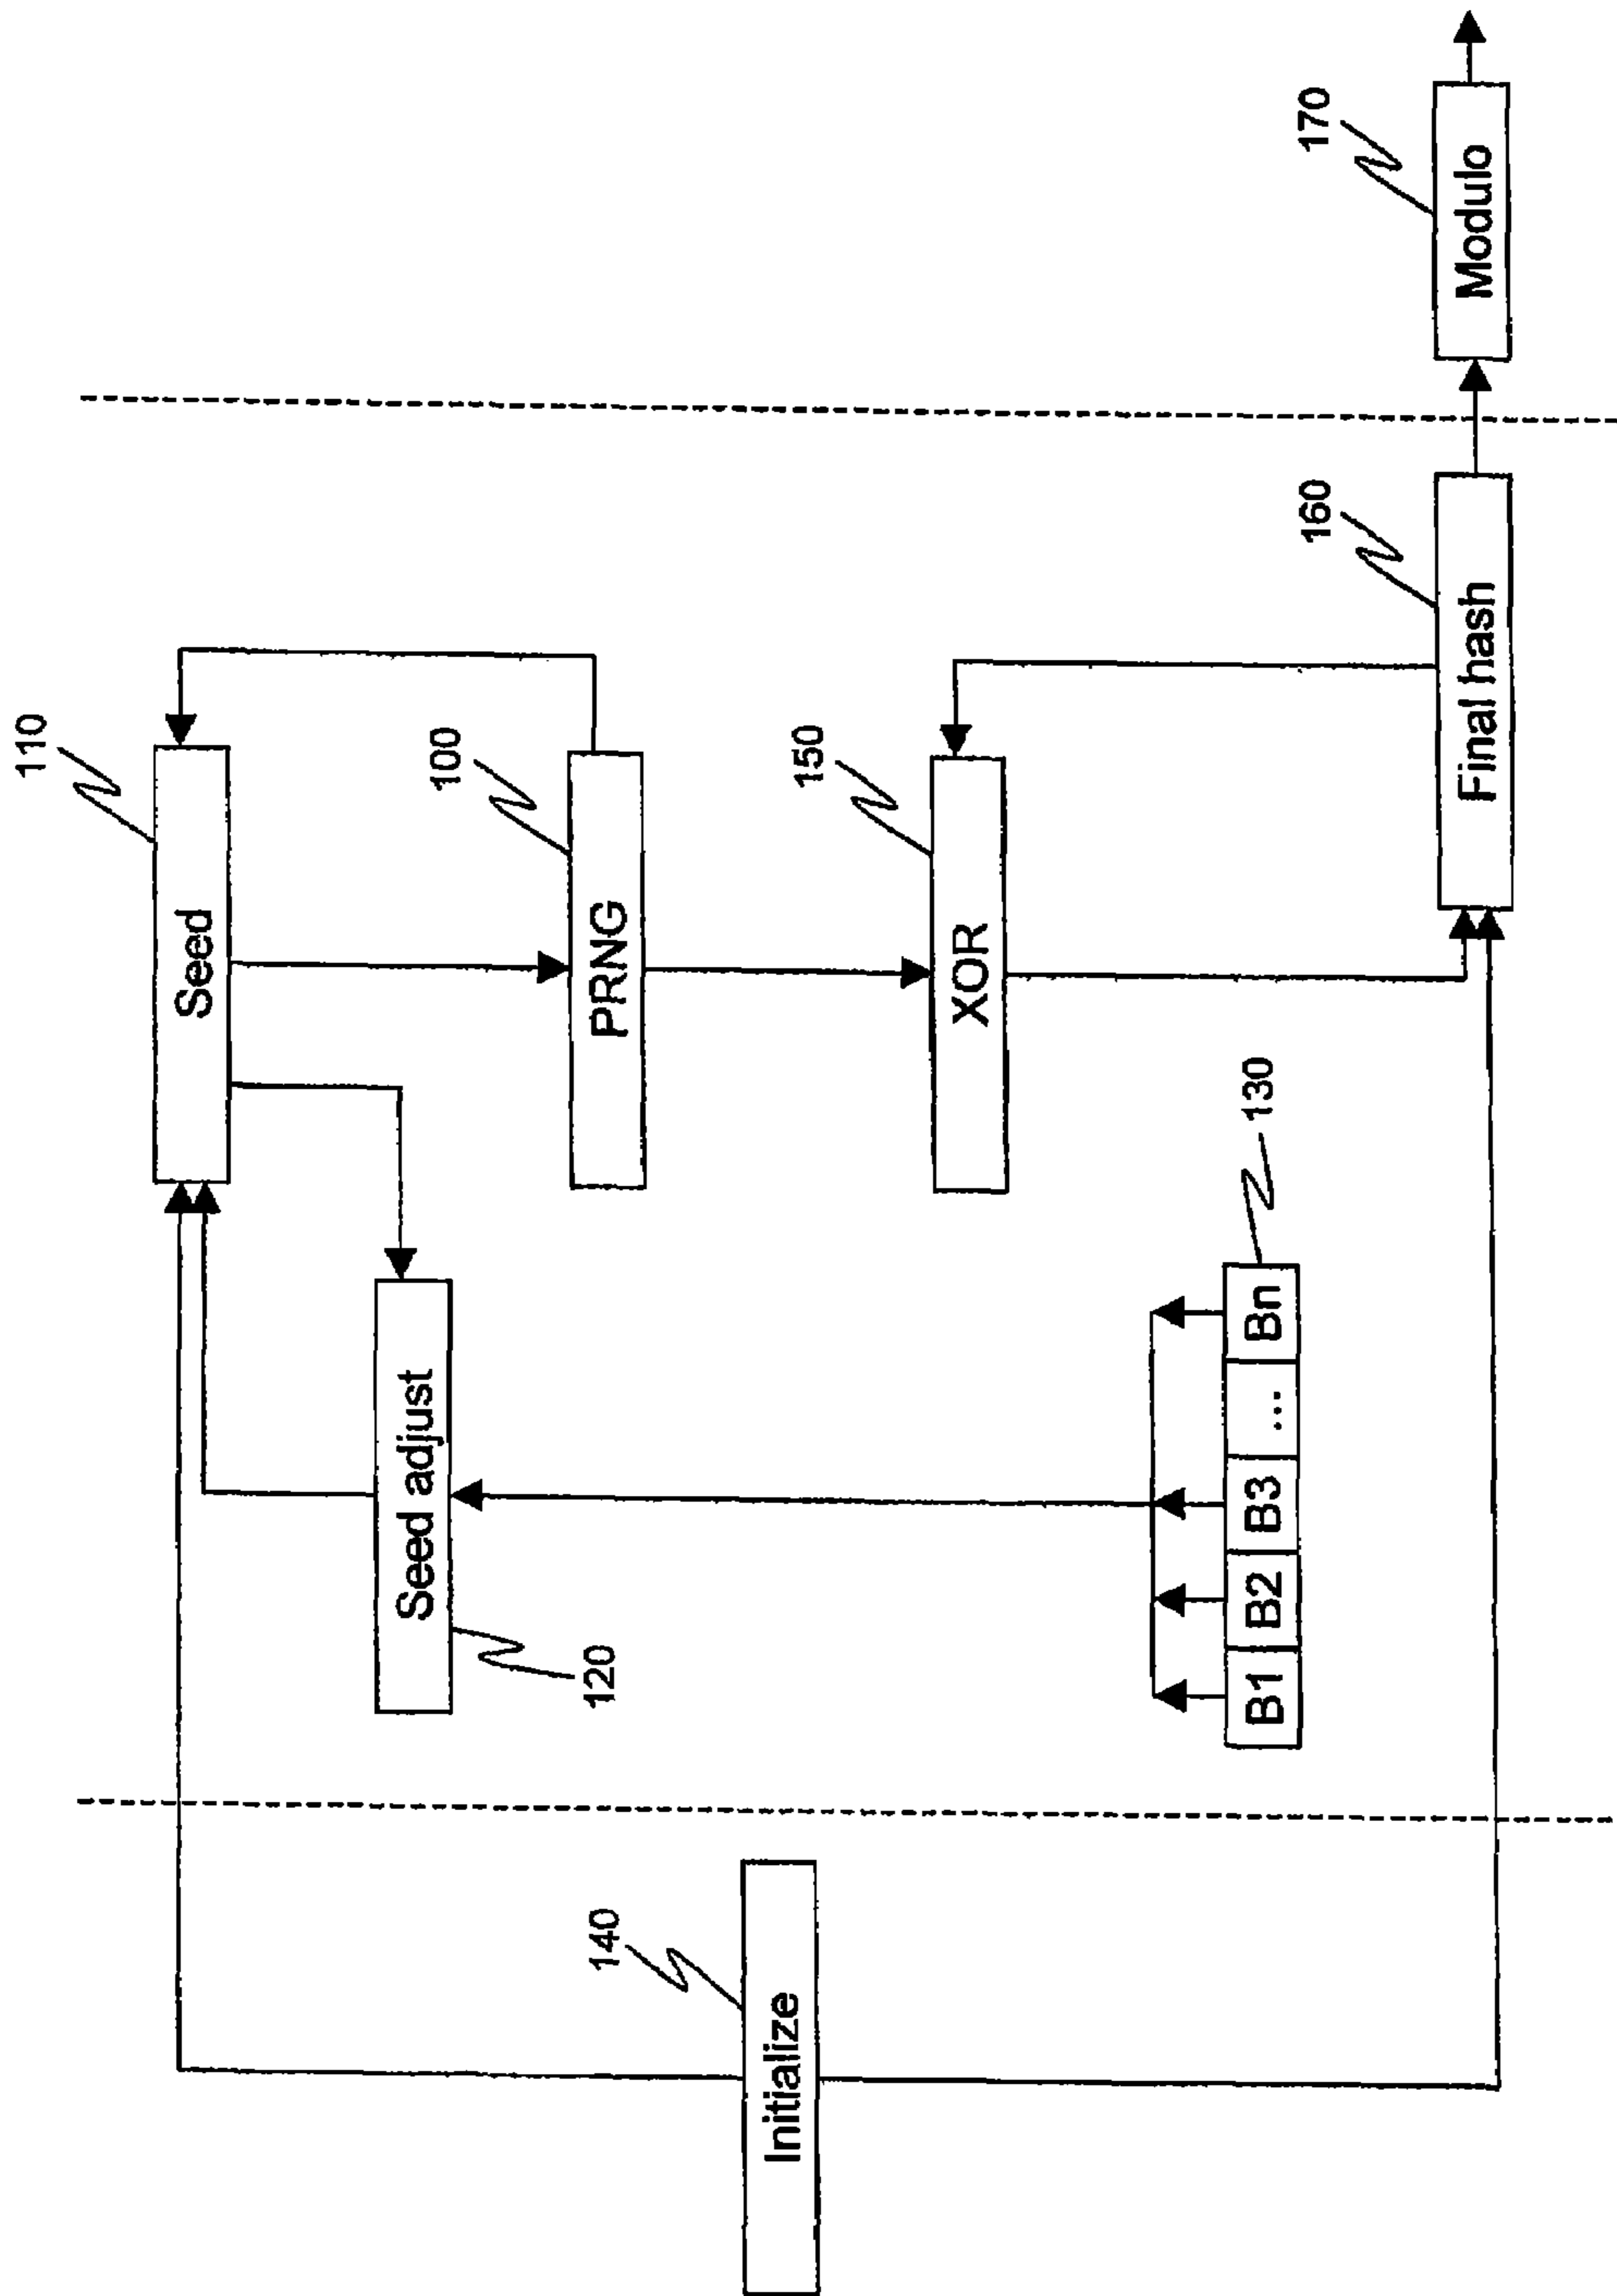 110
Seed
100
PRNG
Seed adjust
120
140
Initialize
150
XOR
130
B1 B2 B3 ... Bn
160
Final hash
170
Modulo